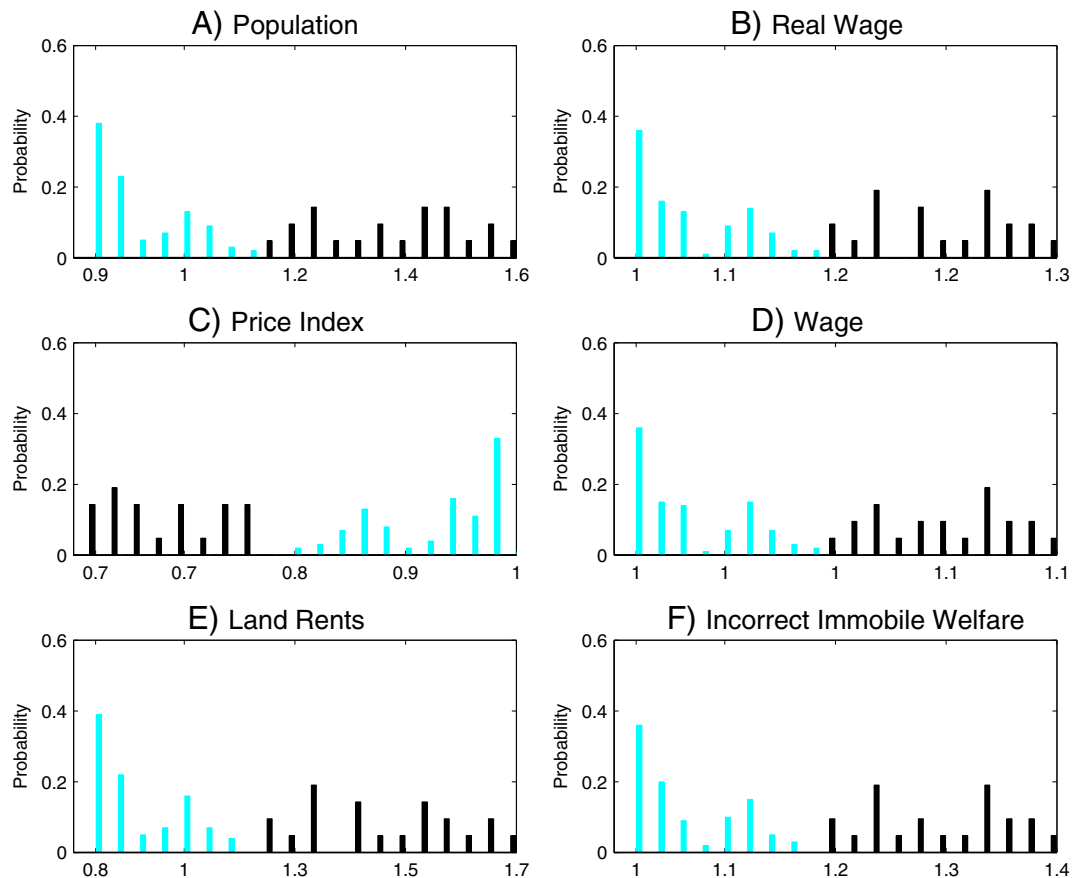 A) Population
Probability
0.6
0.4
0.2
0
0.9 1 1.2 1.4 1.6
B) Real Wage
Probability
0.6
0.4
0.2
0
1 1.1 1.2 1.2 1.3
C) Price Index
Probability
0.6
0.4
0.2
0
0.7 0.7 0.8 0.9 1
D) Wage
Probability
0.6
0.4
0.2
0
1 1 1 1.1 1.1
E) Land Rents
Probability
0.6
0.4
0.2
0
0.8 1 1.3 1.5 1.7
F) Incorrect Immobile Welfare
Probability
0.6
0.4
0.2
0
1 1.1 1.2 1.3 1.4